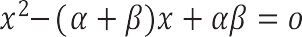 x²−(α + β)x + αβ = o